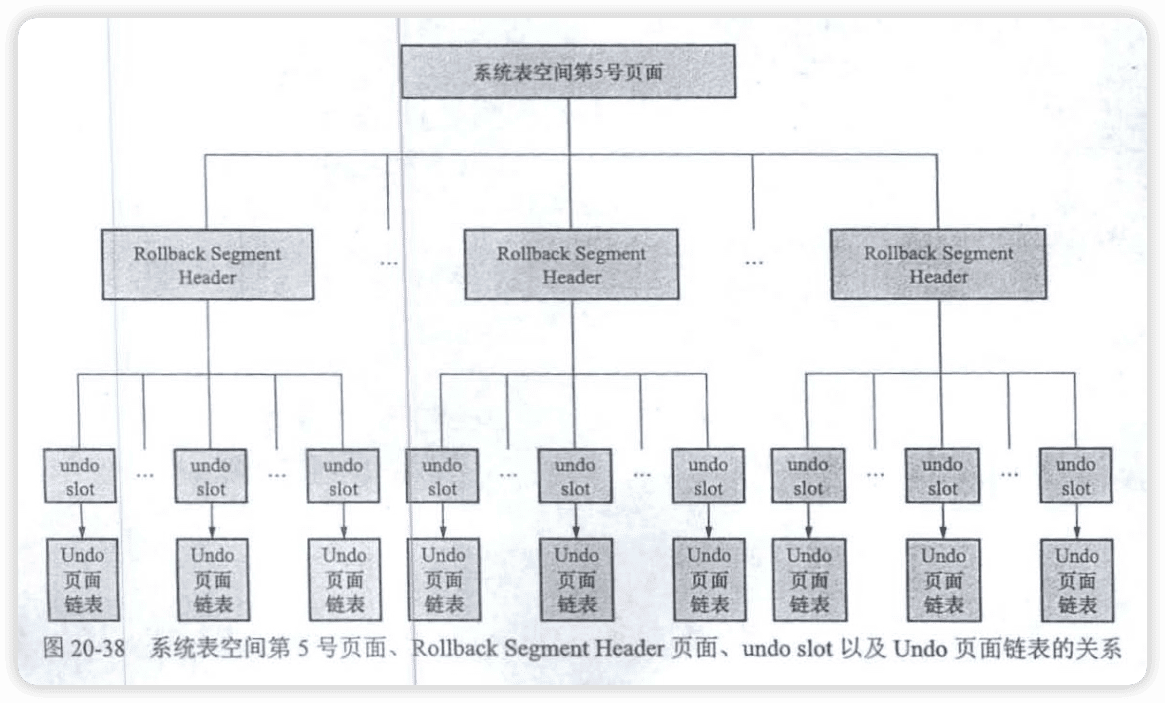 系统表空间第5号页面
Rollback Segment
Header
...
Rollback Segment
Header
...
Rollback Segment
Header
undo
slot
...
undo
slot
...
undo
slot
undo
slot
...
undo
slot
...
undo
slot
undo
slot
...
undo
slot
...
undo
slot
Undo
页面
链表
Undo
页面
链表
Undo
页面
链表
Undo
页面
链表
Undo
页面
链表
Undo
页面
链表
Undo
页面
链表
Undo
页面
链表
Undo
页面
链表
图 20-38 系统表空间第 5 号页面、Rollback Segment Header 页面、undo slot 以及 Undo 页面链表的关系